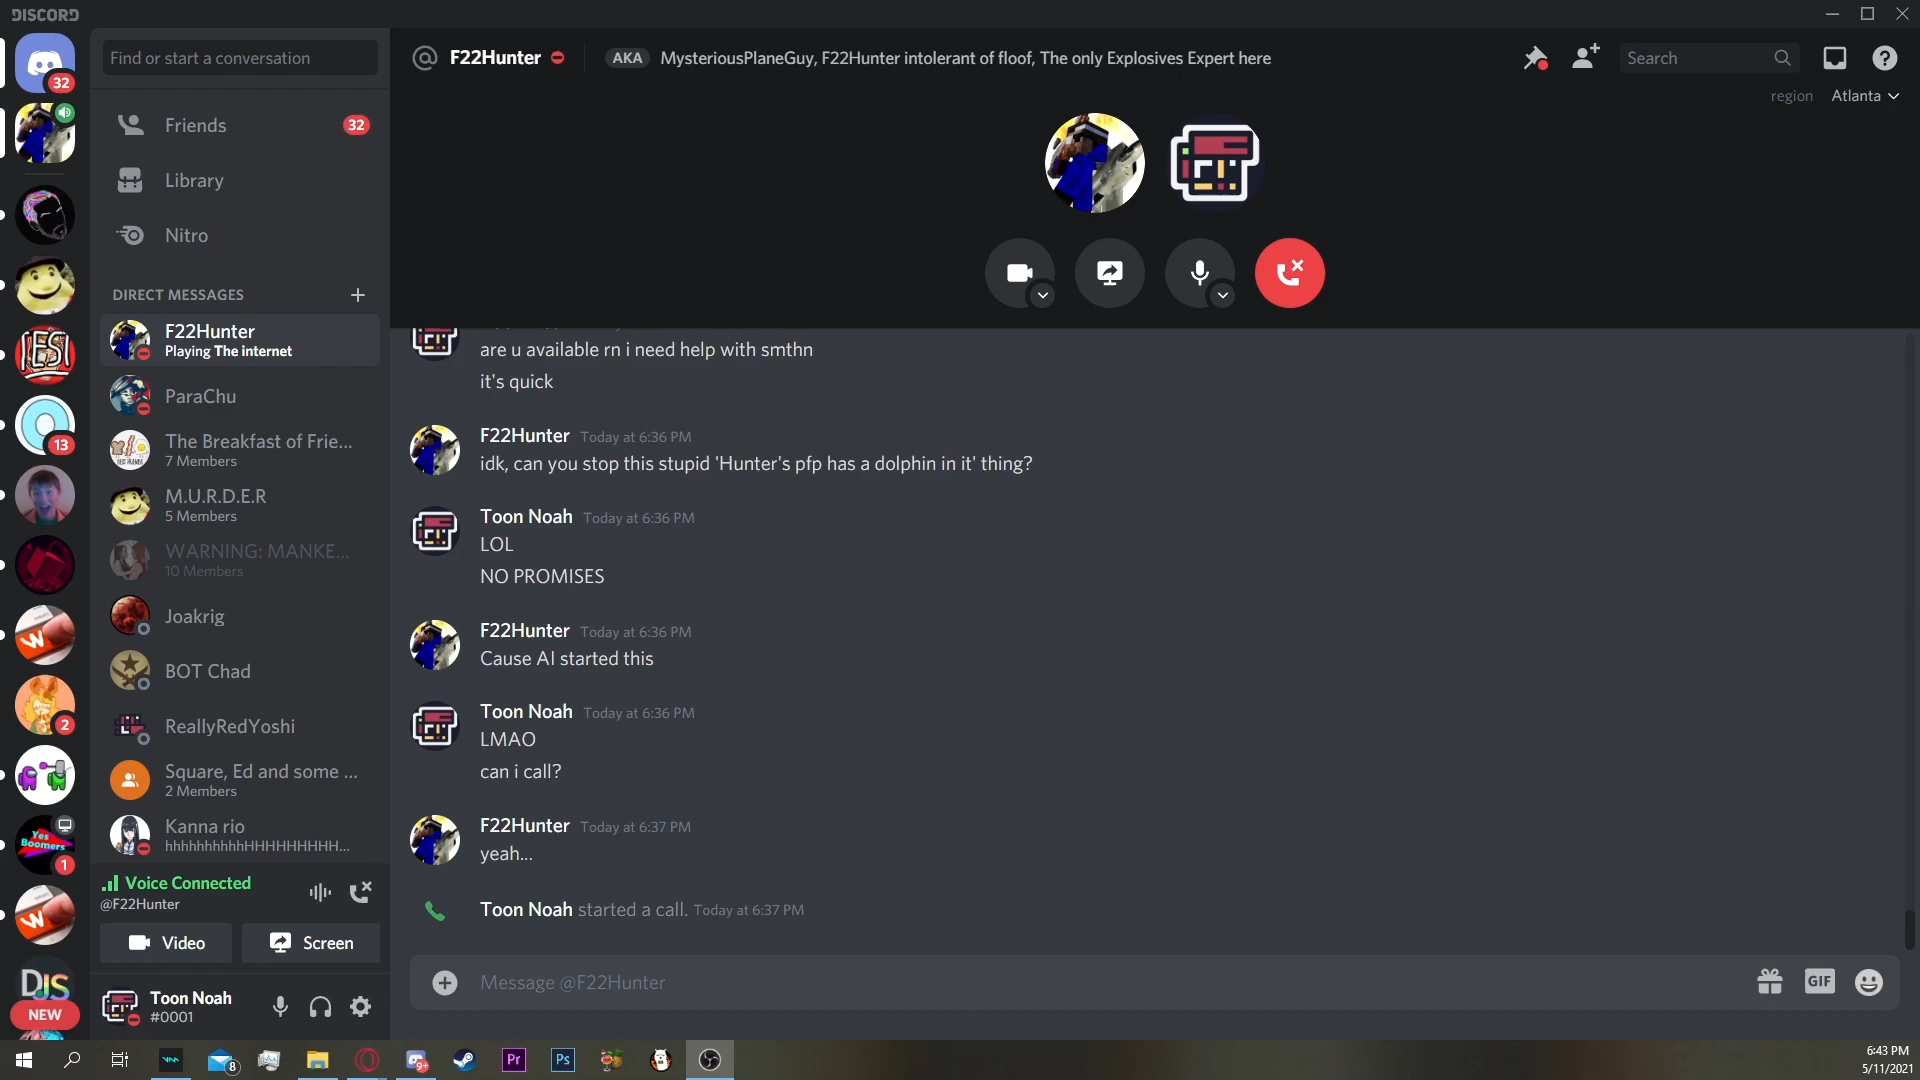 DISCORD
32
Find or start a conversation
Friends 32
Library
Nitro
DIRECT MESSAGES
F22Hunter
Playing The internet
ParaChu
The Breakfast of Frie...
7 Members
M.U.R.D.E.R
5 Members
WARNING: MANKE...
10 Members
Joakrig
BOT Chad
ReallyRedYoshi
Square, Ed and some ...
2 Members
Kanna rio
hhhhhhhhhhHHHHHHHHH...
Voice Connected
@F22Hunter
Video
Screen
Toon Noah
#0001
13
W
2
Yes
Boomers
1
W
DJS
NEW
F22Hunter
AKA MysteriousPlaneGuy, F22Hunter intolerant of floof, The only Explosives Expert here
Search
region Atlanta
are u available rn i need help with smthn
it's quick
F22Hunter Today at 6:36 PM
idk, can you stop this stupid 'Hunter's pfp has a dolphin in it' thing?
Toon Noah Today at 6:36 PM
LOL
NO PROMISES
F22Hunter Today at 6:36 PM
Cause Al started this
Toon Noah Today at 6:36 PM
LMAO
can i call?
F22Hunter Today at 6:37 PM
yeah...
Toon Noah started a call. Today at 6:37 PM
Message @F22Hunter
GIF
8
9+
Pr
Ps
6:43 PM
5/11/2021